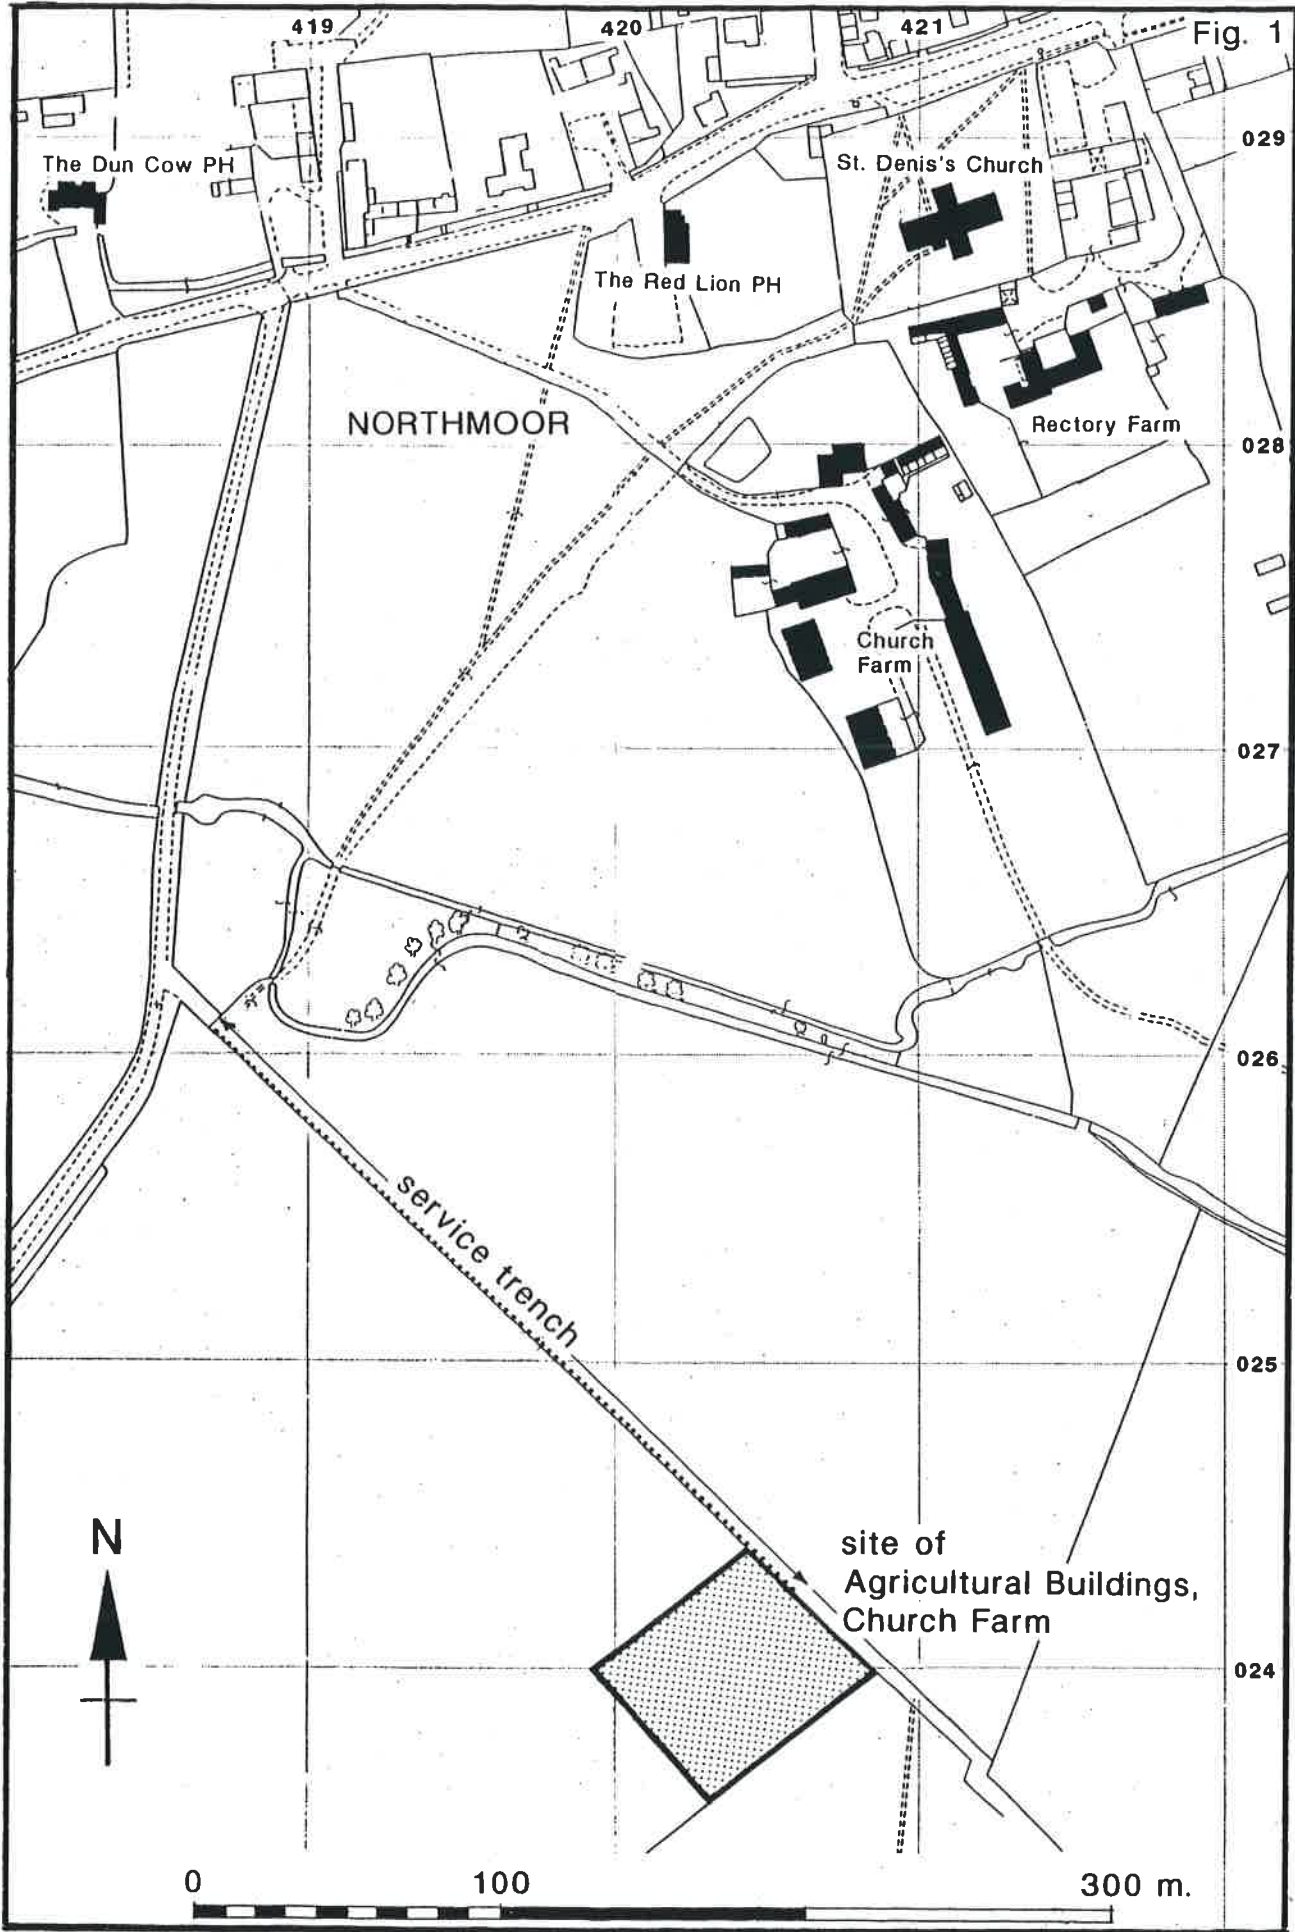 419
420
421
Fig. 1
029
The Dun Cow PH
St. Denis's Church
The Red Lion PH
NORTHMOOR
Rectory Farm
028
Church
Farm
027
026
service trench
025
N
site of
Agricultural Buildings,
Church Farm
024
0
100
300 m.